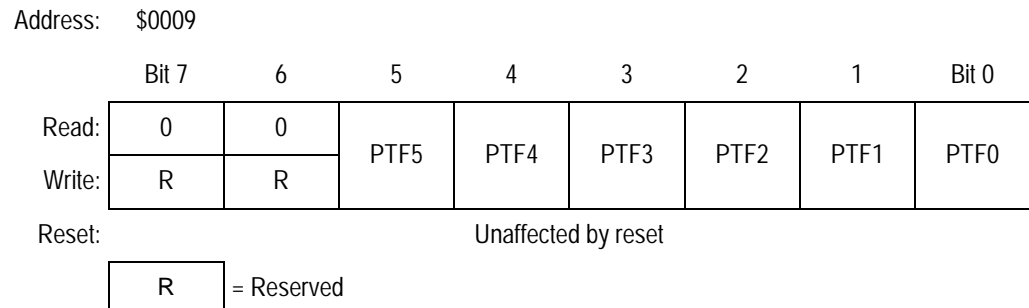 Address: $0009
Bit 7 6 5 4 3 2 1 Bit 0
Read: 0 0 PTF5 PTF4 PTF3 PTF2 PTF1 PTF0
Write: R R
Reset: Unaffected by reset
R = Reserved